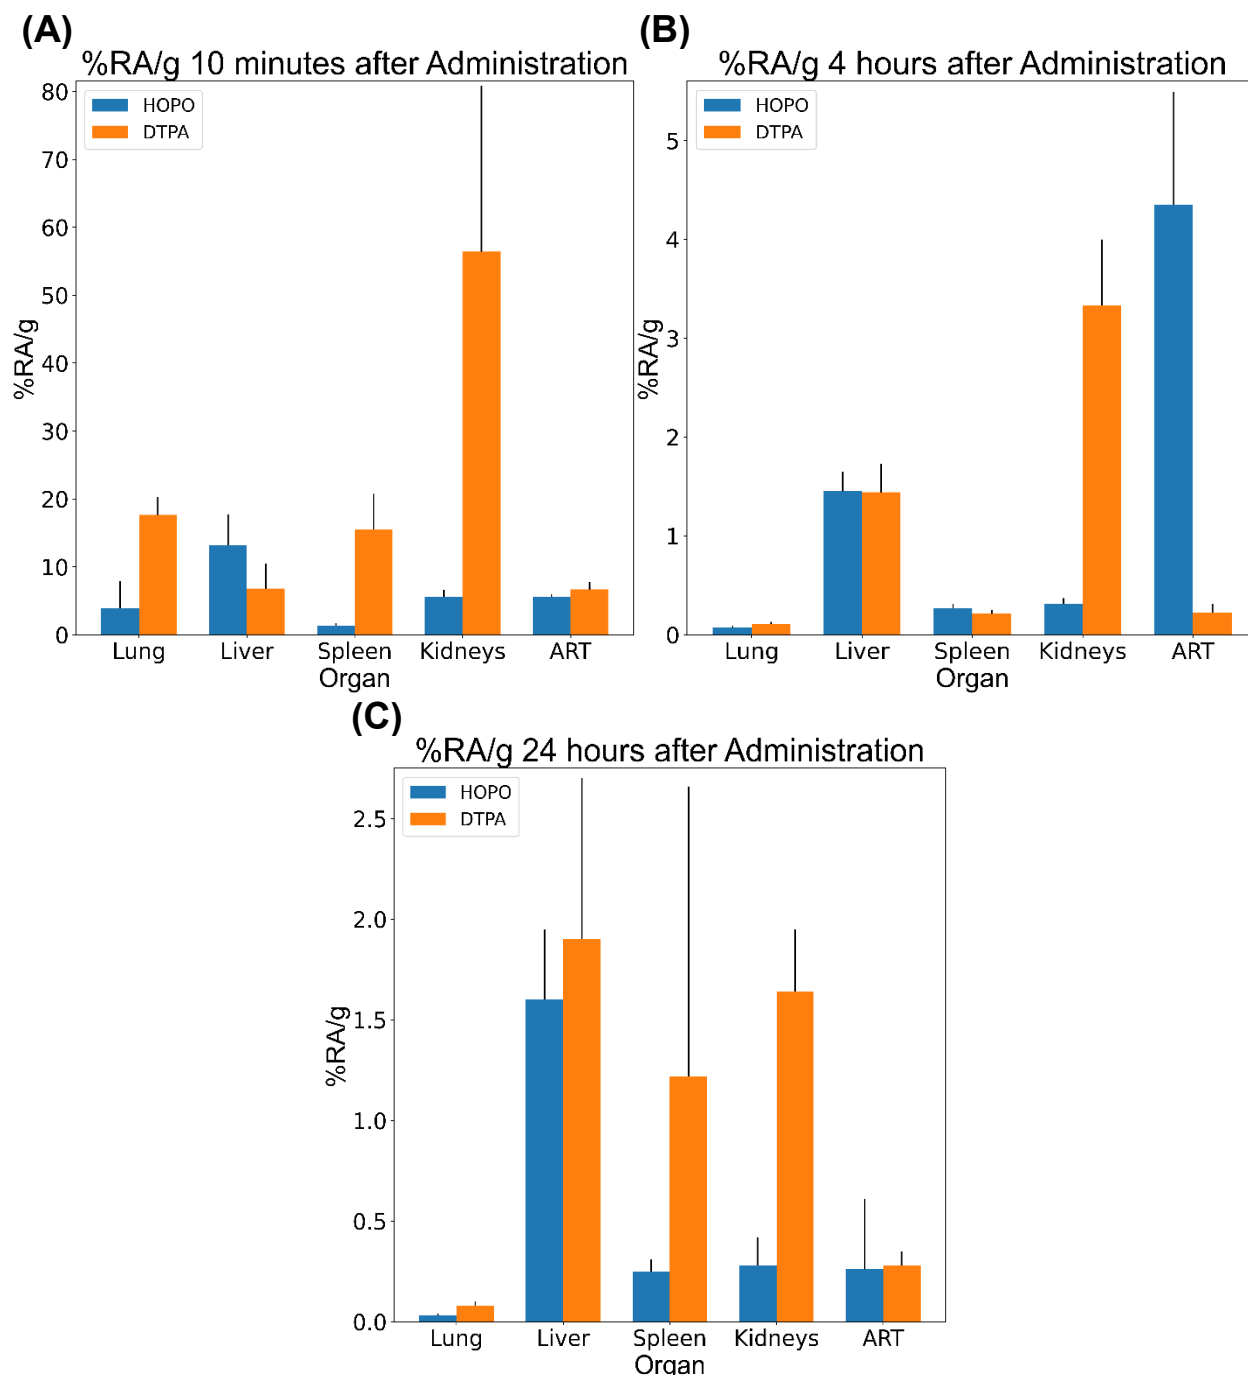 (A)
%RA/g 10 minutes after Administration
HOPO
DTPA
80
70
60
50
40
30
20
10
0
%RA/g
Lung Liver Spleen Kidneys ART
Organ
(B)
%RA/g 4 hours after Administration
HOPO
DTPA
5
4
3
2
1
0
%RA/g
Lung Liver Spleen Kidneys ART
Organ
(C)
%RA/g 24 hours after Administration
HOPO
DTPA
2.5
2.0
1.5
1.0
0.5
0.0
%RA/g
Lung Liver Spleen Kidneys ART
Organ